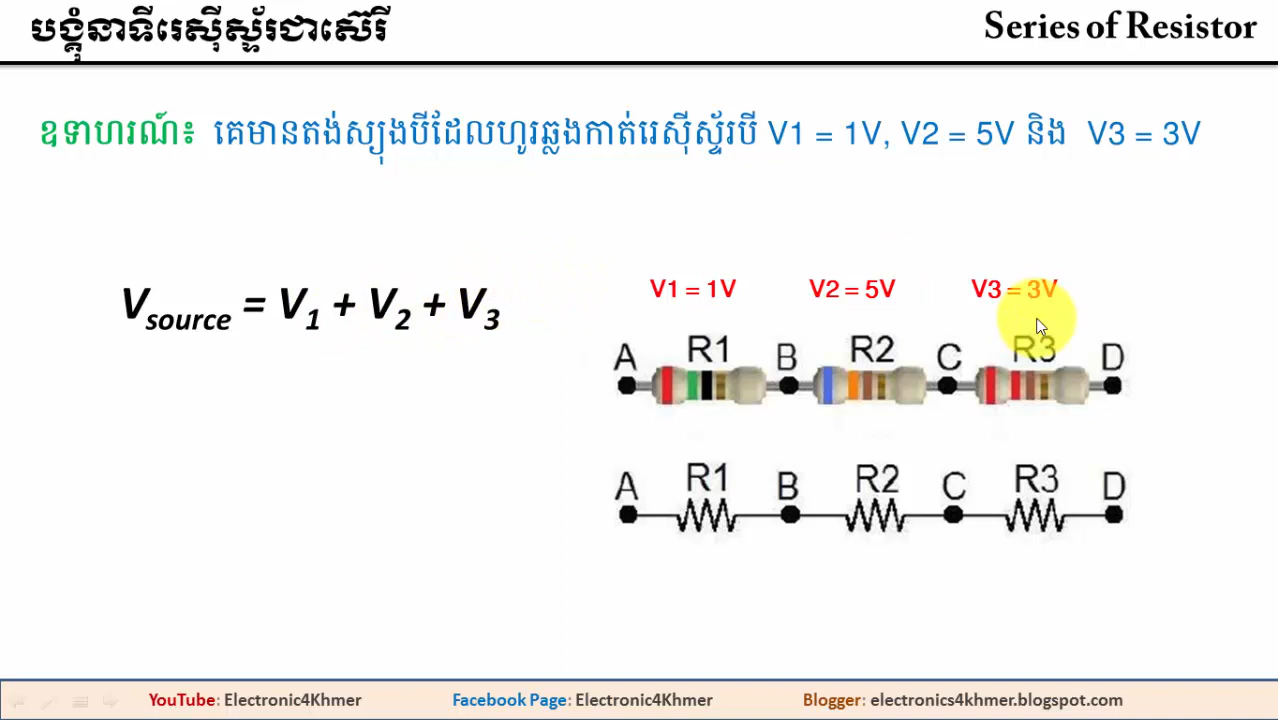 បង្គុំនាទីរេស៊ីស្ទ័រជាស៊េរី
Series of Resistor
ឧទាហរណ៍៖ គេមានតង់ស្យុងបីដែលហូរឆ្លងកាត់រេស៊ីស្ទ័របី V1 = 1V, V2 = 5V និង V3 = 3V
Vsource = V1 + V2 + V3
V1 = 1V V2 = 5V V3 = 3V
A R1 B R2 C R3 D
A R1 B R2 C R3 D
YouTube: Electronic4Khmer Facebook Page: Electronic4Khmer Blogger: electronics4khmer.blogspot.com